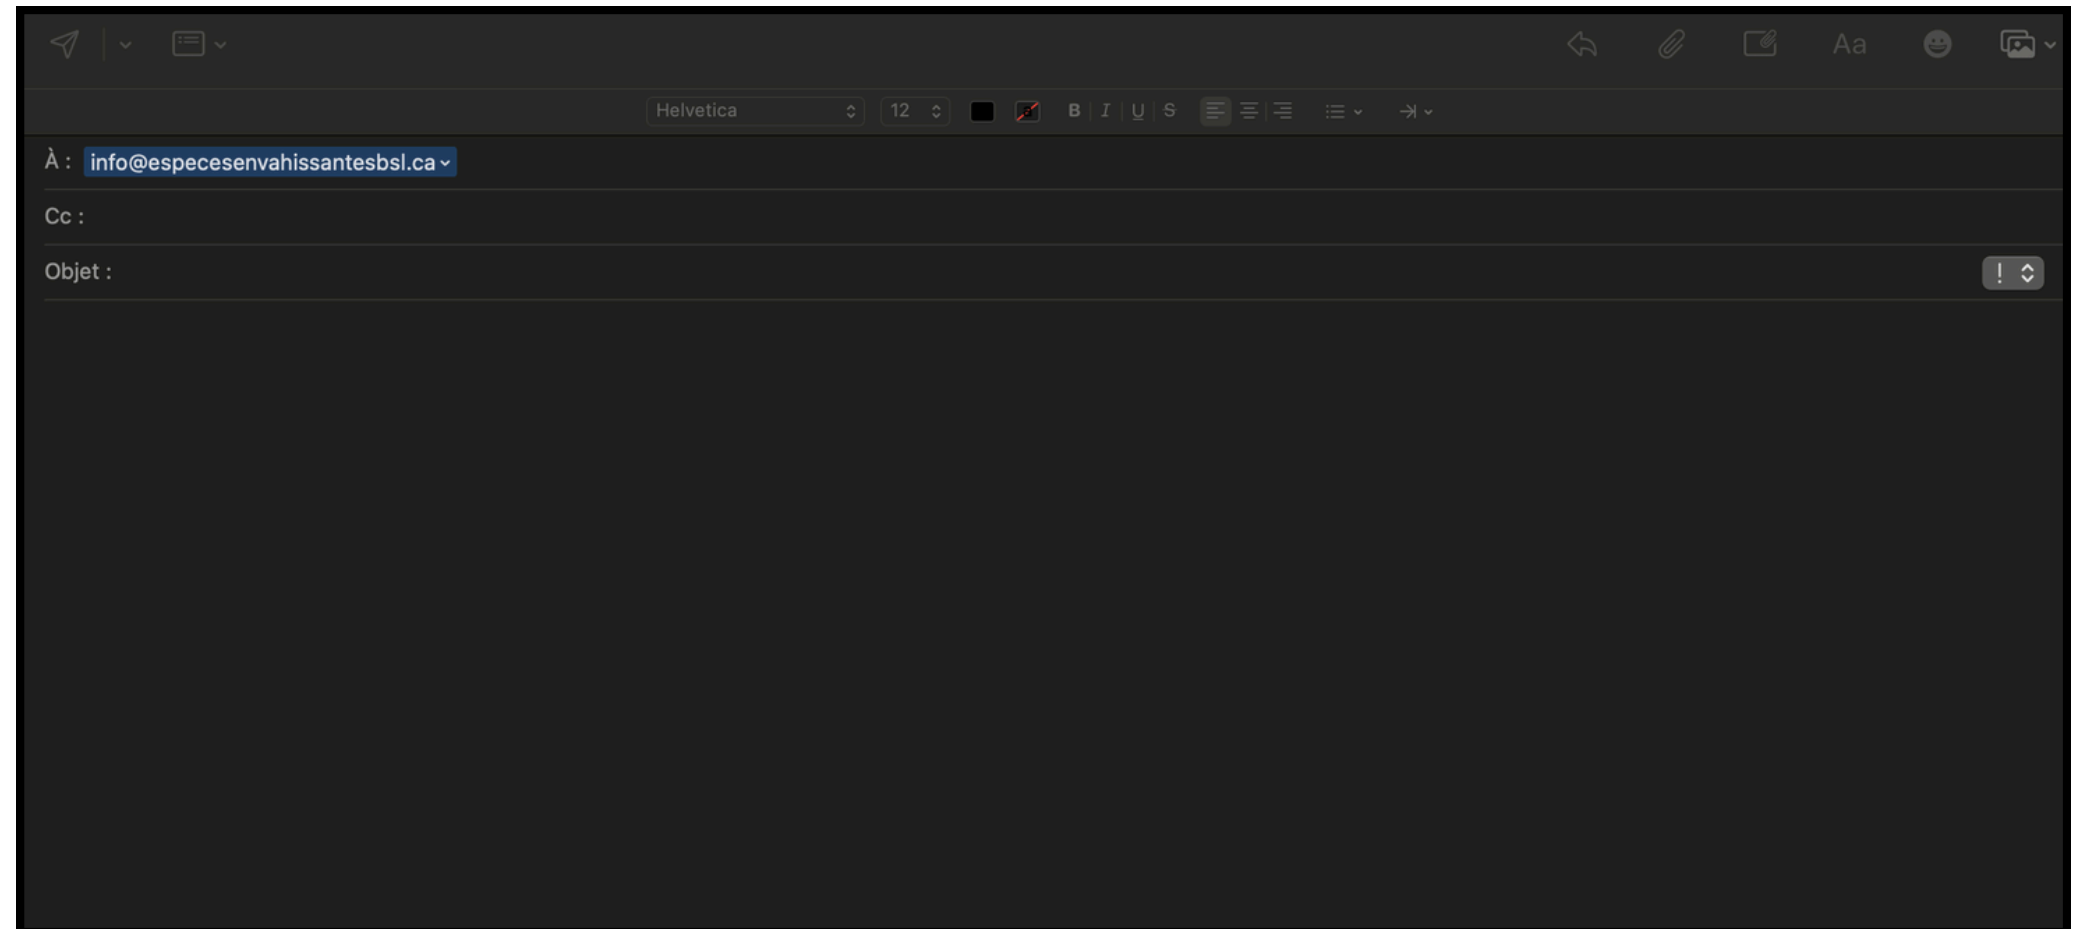 Aa
Helvetica 12 B I U S
À : info@especesenvahissantesbsl.ca
Cc :
Objet : !